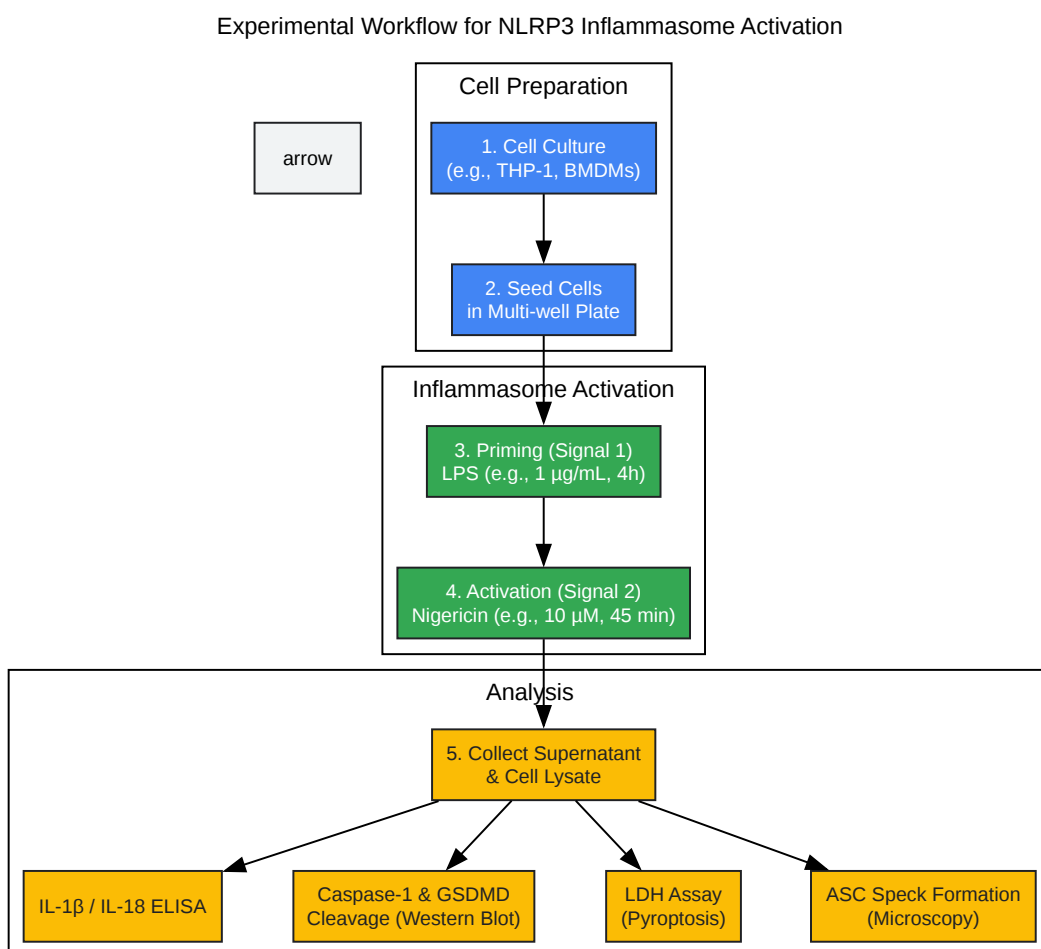 Experimental Workflow for NLRP3 Inflammasome Activation
Cell Preparation
arrow
1. Cell Culture
(e.g., THP-1, BMDMs)
2. Seed Cells
in Multi-well Plate
Inflammasome Activation
3. Priming (Signal 1)
LPS (e.g., 1 µg/mL, 4h)
4. Activation (Signal 2)
Nigericin (e.g., 10 µM, 45 min)
Analysis
5. Collect Supernatant
& Cell Lysate
IL-1β / IL-18 ELISA
Caspase-1 & GSDMD
Cleavage (Western Blot)
LDH Assay
(Pyroptosis)
ASC Speck Formation
(Microscopy)